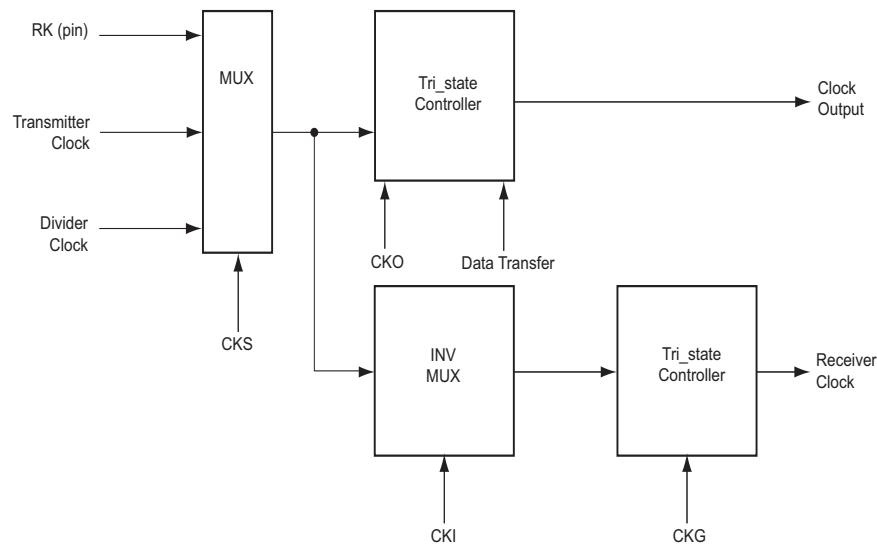 RK (pin)
MUX
Tri_state
Controller
Clock
Output
Transmitter
Clock
Divider
Clock
CKO
Data Transfer
CKS
INV
MUX
Tri_state
Controller
Receiver
Clock
CKI
CKG